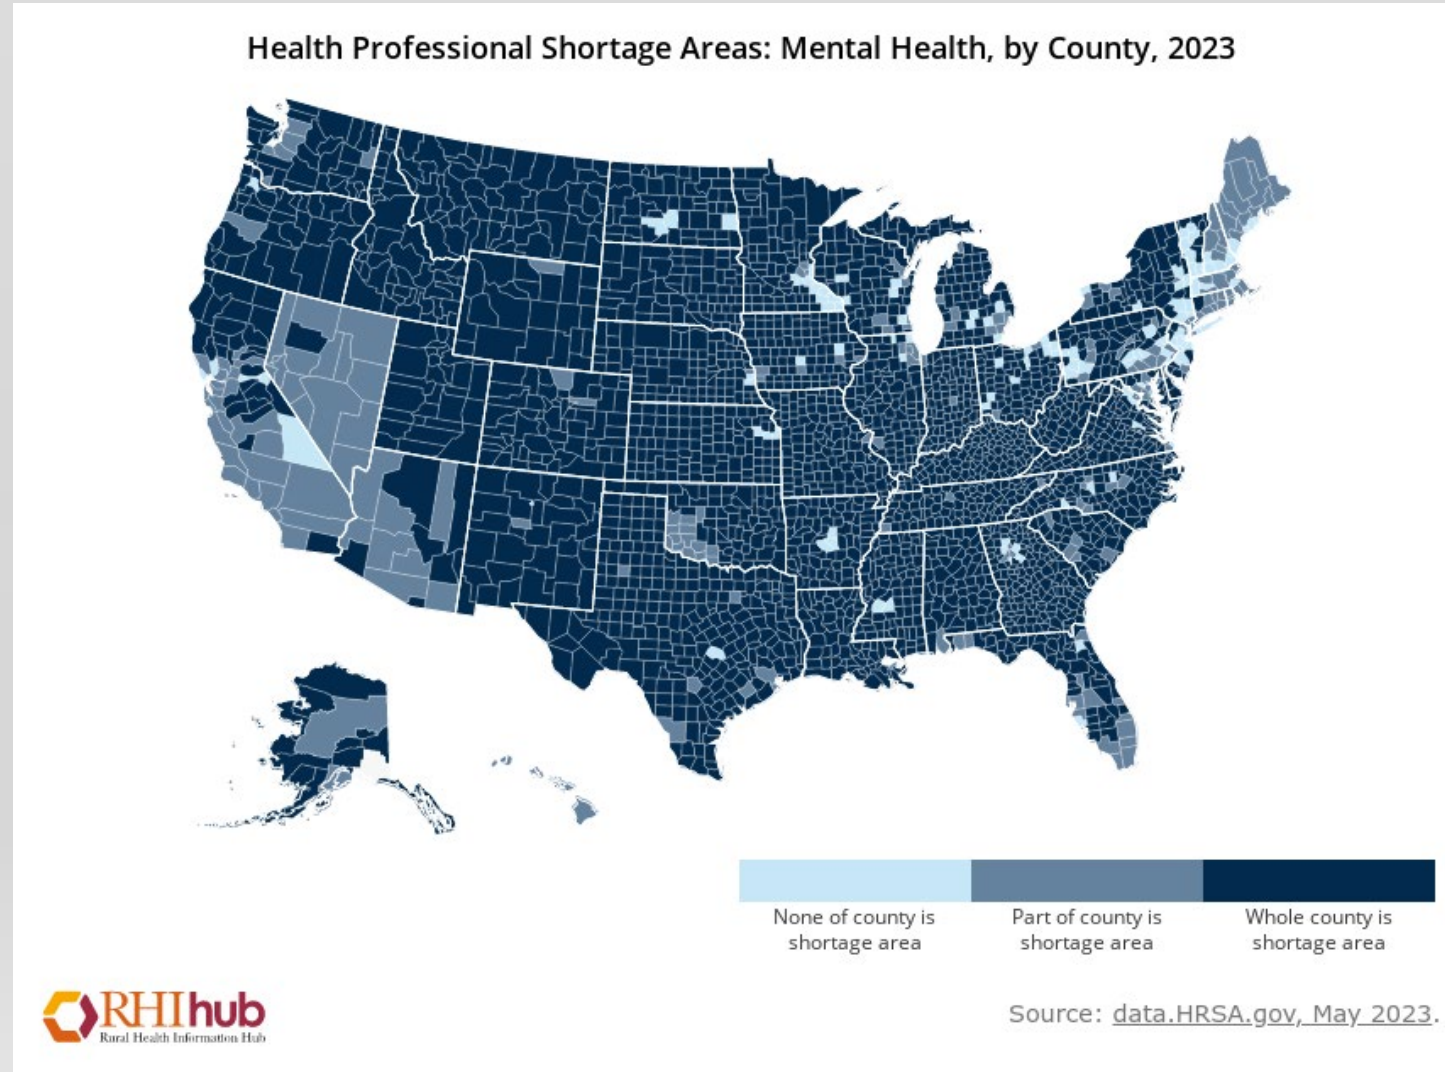 Health Professional Shortage Areas: Mental Health, by County, 2023
None of county is
shortage area
Part of county is
shortage area
Whole county is
shortage area
RHIhub
Rural Health Information Hub
Source: data.HRSA.gov, May 2023.